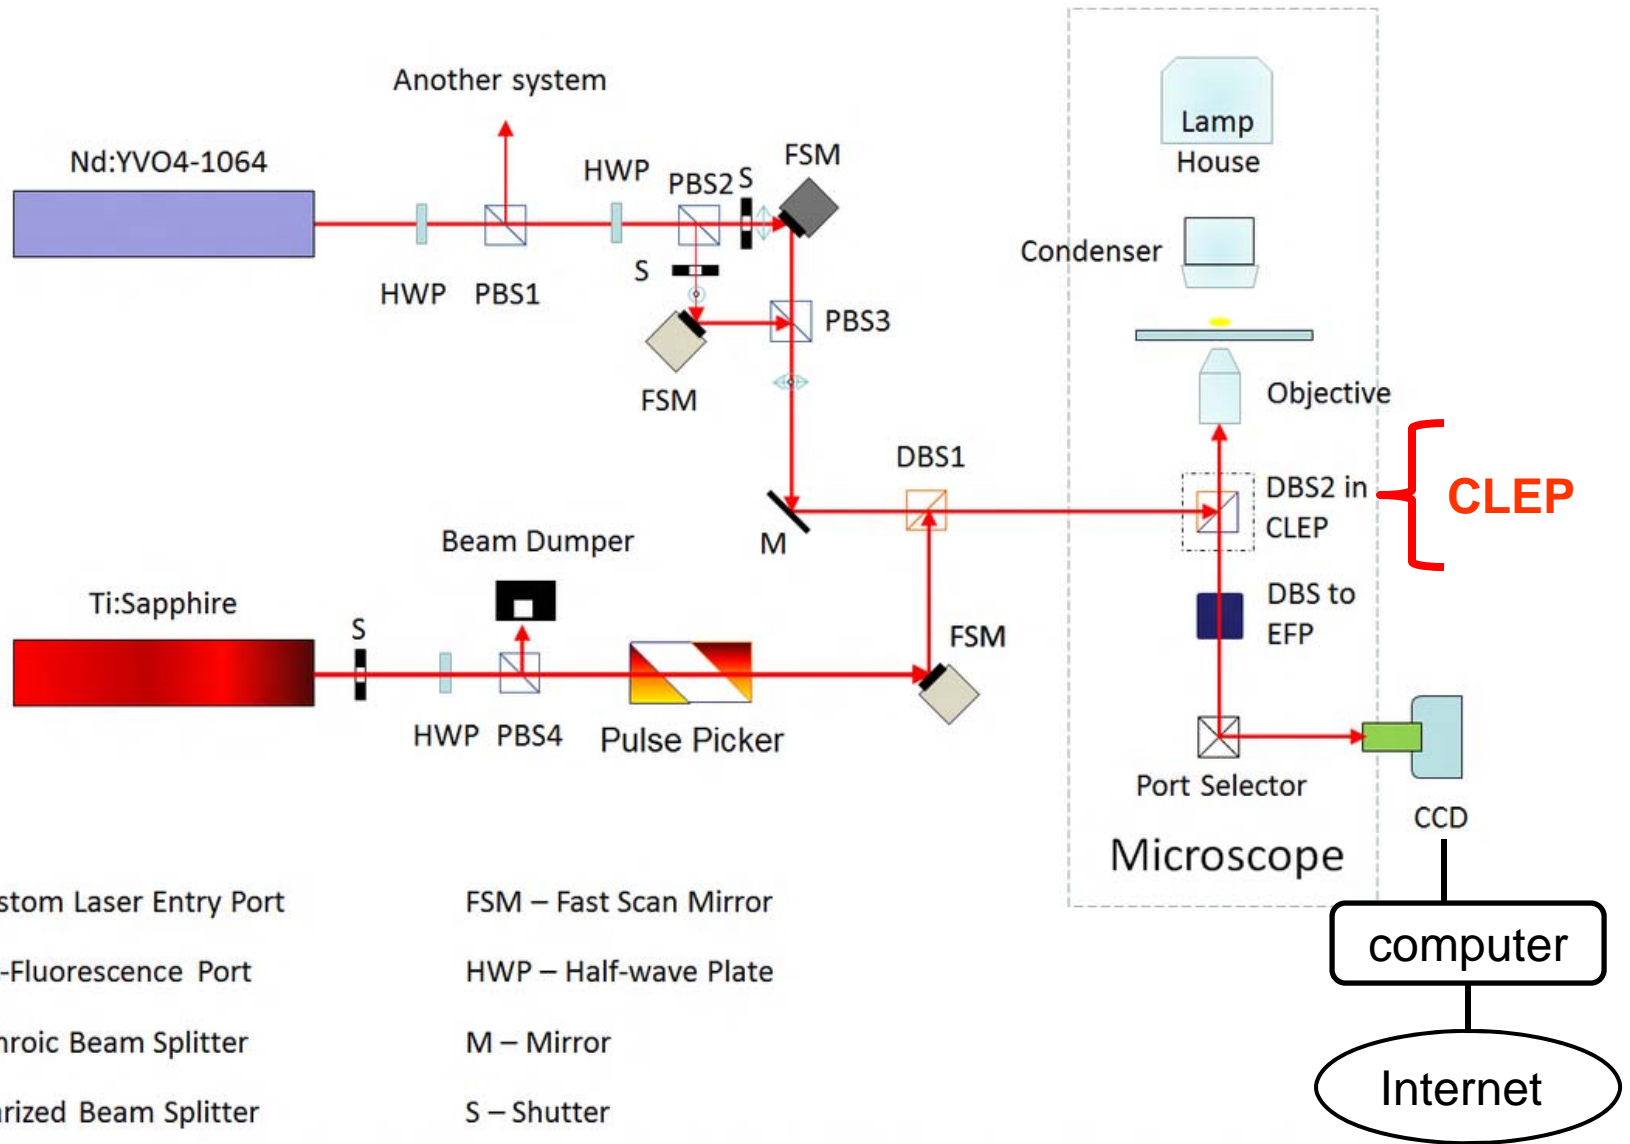 Another system
Nd:YVO4-1064
HWP
PBS2
S
FSM
Lamp
House
HWP
PBS1
S
PBS3
FSM
Condenser
Objective
DBS1
M
DBS2 in
CLEP
CLEP
Beam Dumper
Ti:Sapphire
S
HWP
PBS4
Pulse Picker
FSM
DBS to
EFP
Port Selector
CCD
Microscope
computer
Internet
stom Laser Entry Port
FSM – Fast Scan Mirror
-Fluorescence Port
HWP – Half-wave Plate
hroic Beam Splitter
M – Mirror
arized Beam Splitter
S – Shutter